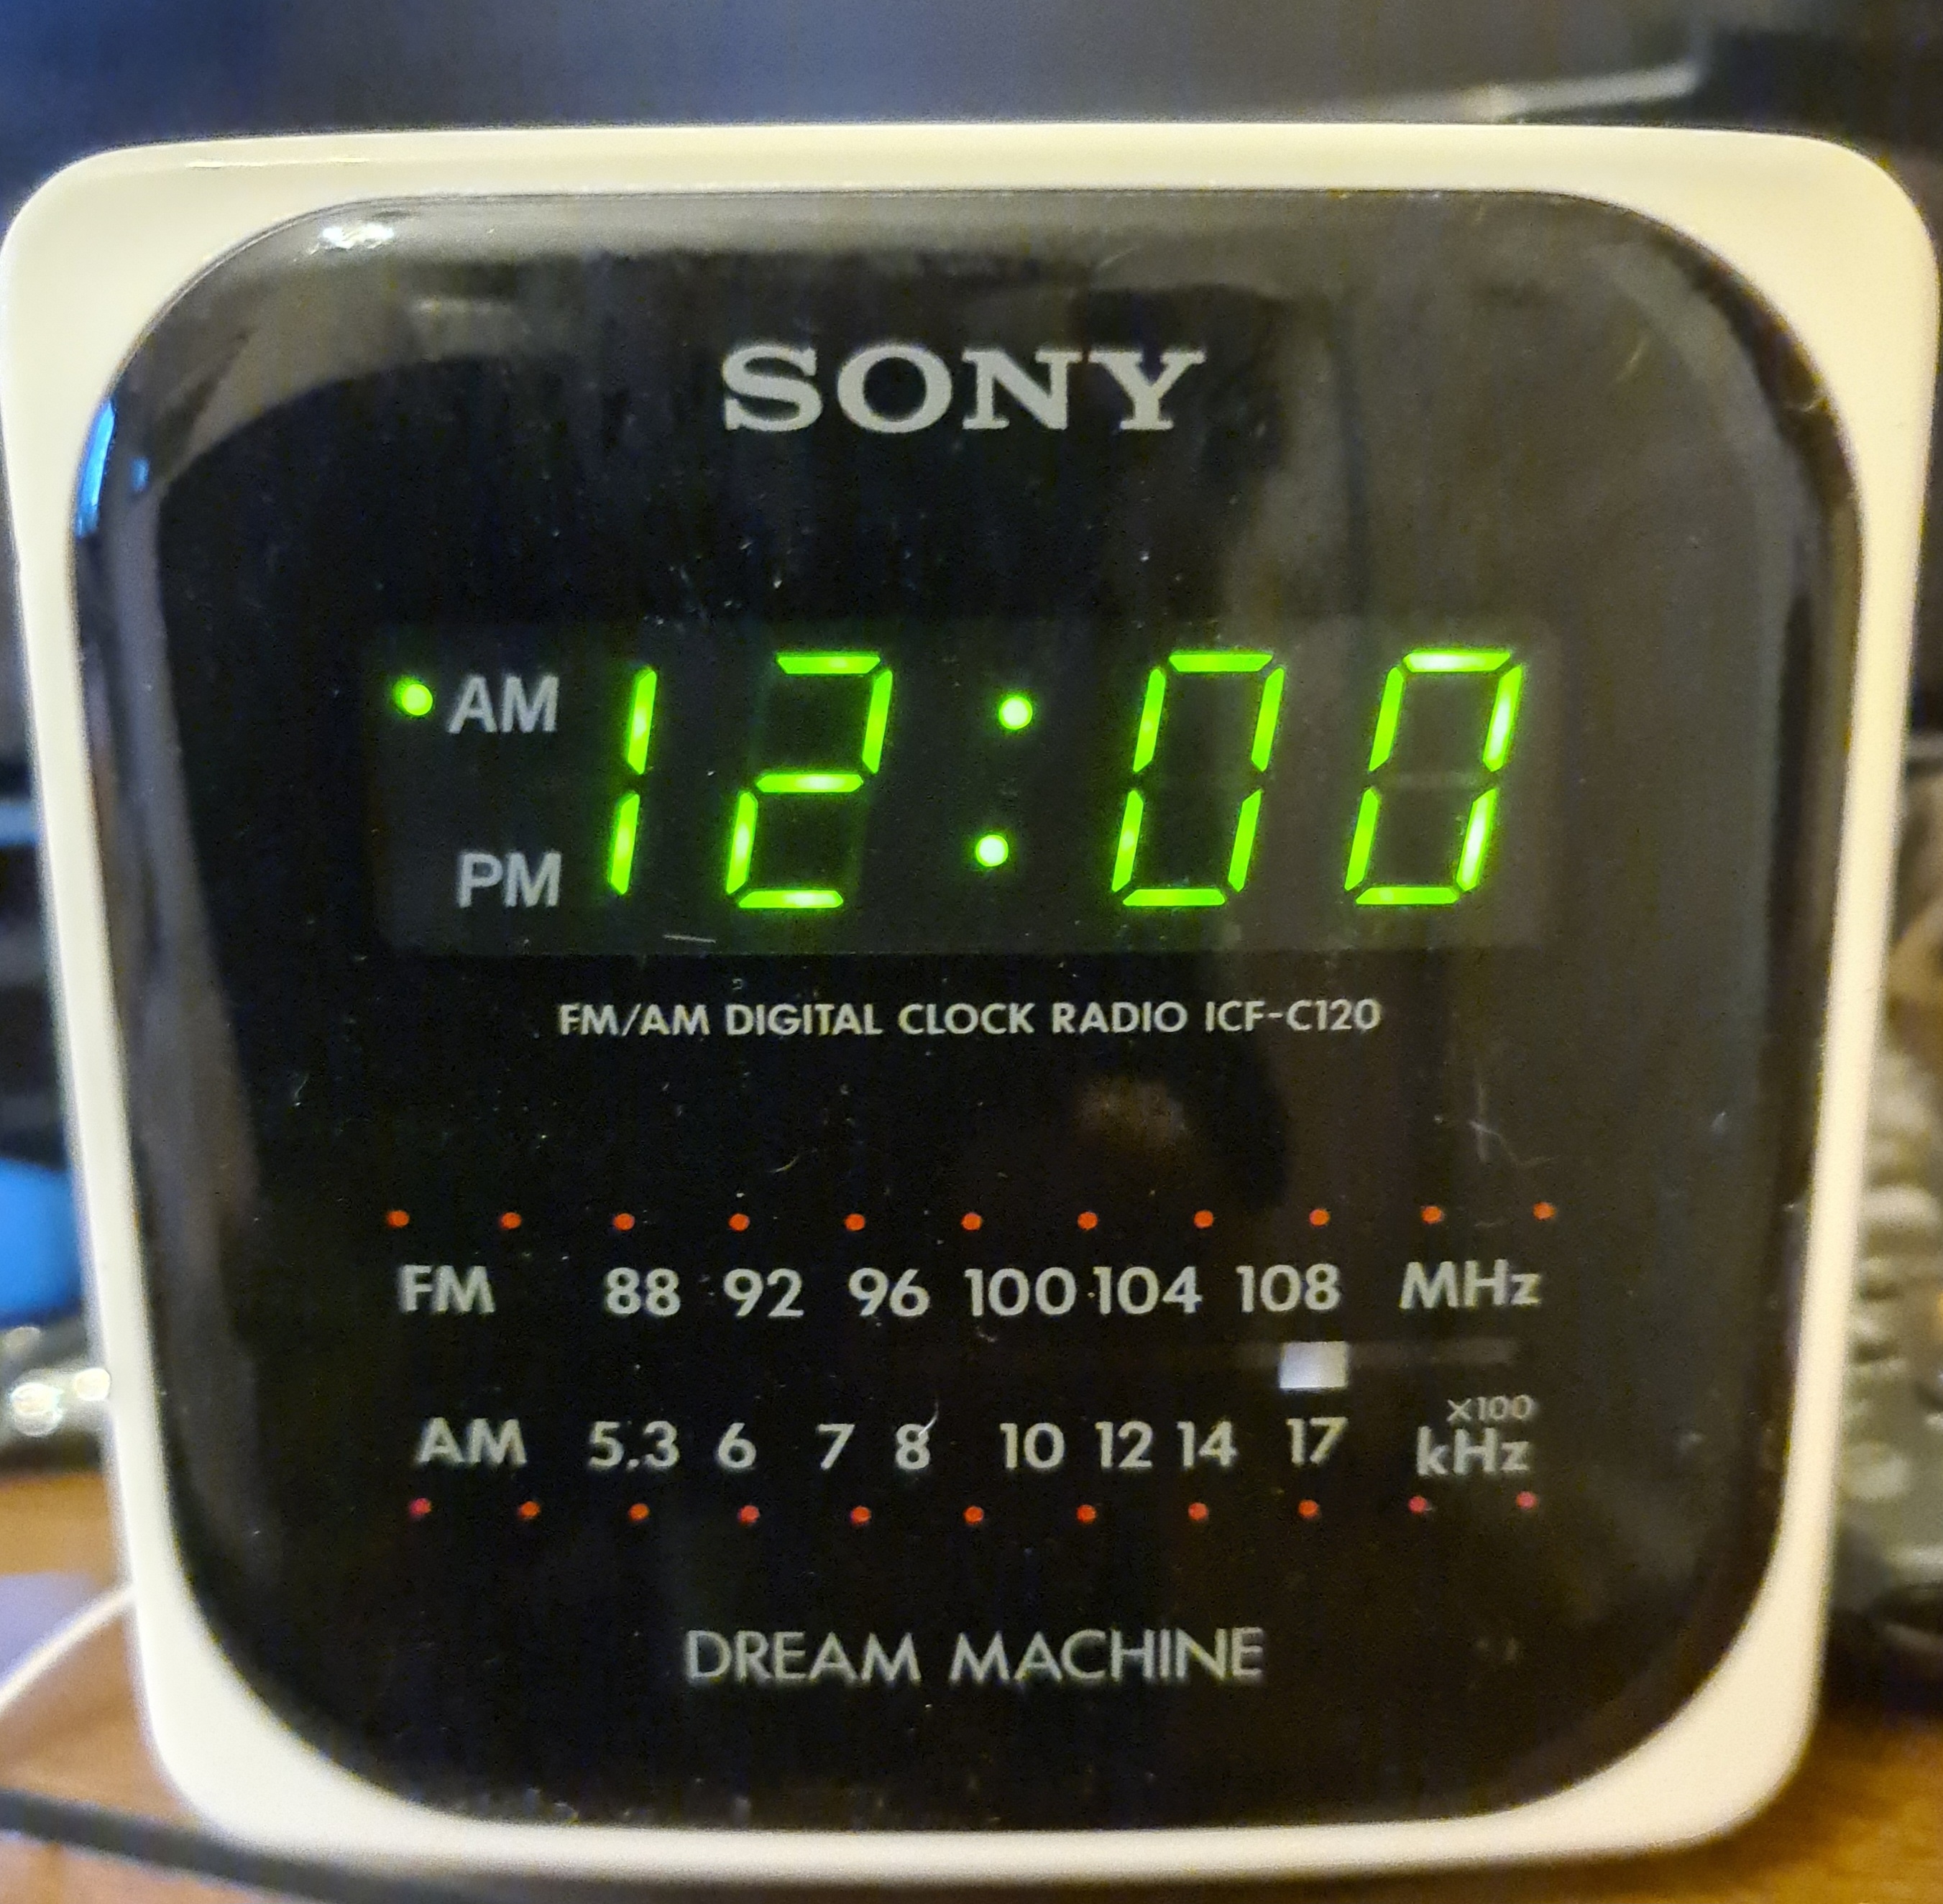 SONY
AM 12:00
PM
FM/AM DIGITAL CLOCK RADIO ICF-C120
FM 88 92 96 100 104 108 MHz
×100
AM 5.3 6 7 8 10 12 14 17 kHz
DREAM MACHINE